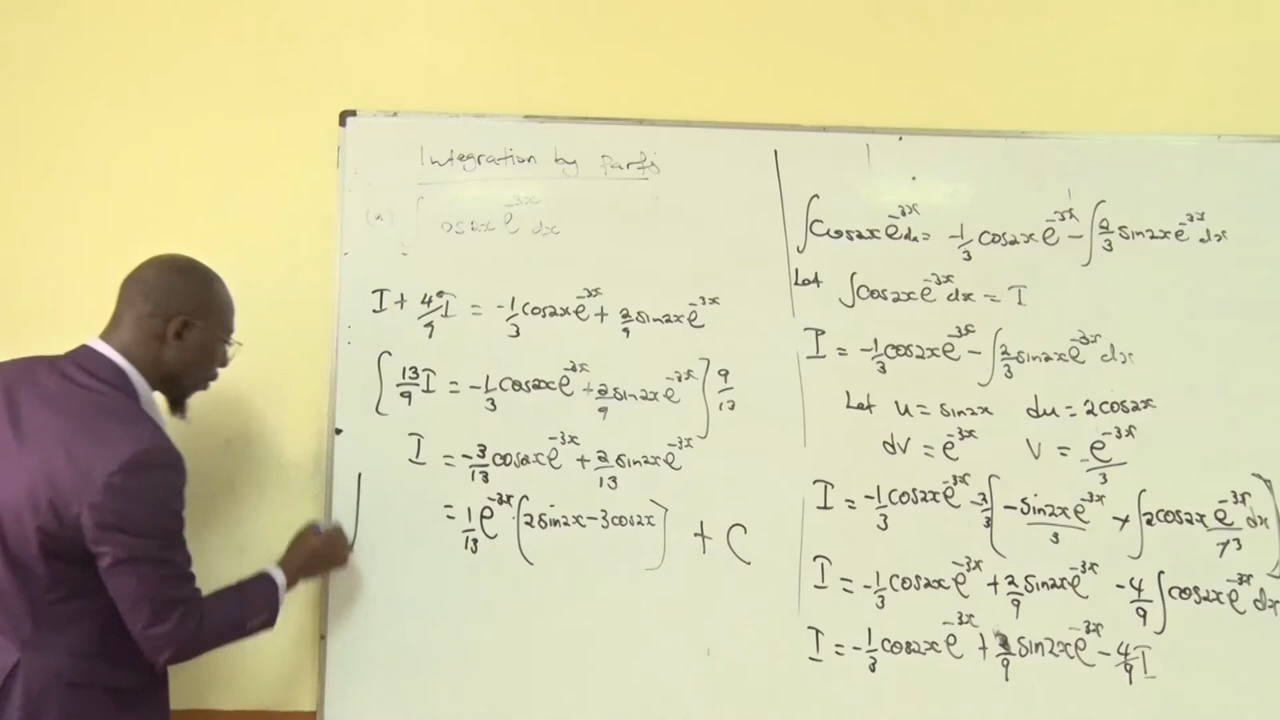 Integration by Parts
(a) ∫ cos2x e^-3x dx
I + 4/9 I = -1/3 cos2x e^-3x + 2/9 sin2x e^-3x
[13/9 I = -1/3 cos2x e^-3x + 2/9 sin2x e^-3x] 9/13
I = -3/13 cos2x e^-3x + 2/13 sin2x e^-3x
∫
= 1/13 e^-3x [2sin2x - 3cos2x] + C
∫cos2x e^-3x dx = -1/3 cos2x e^-3x - ∫2/3 sin2x e^-3x dx
Let ∫cos2x e^-3x dx = I
I = -1/3 cos2x e^-3x - ∫2/3 sin2x e^-3x dx
Let u = sin2x du = 2cos2x
dv = e^-3x v = -e^-3x/3
I = -1/3 cos2x e^-3x - 2/3 [-sin2x e^-3x/3 + ∫2cos2x e^-3x/3 dx]
I = -1/3 cos2x e^-3x + 2/9 sin2x e^-3x - 4/9 ∫cos2x e^-3x dx
I = -1/3 cos2x e^-3x + 2/9 sin2x e^-3x - 4/9 I